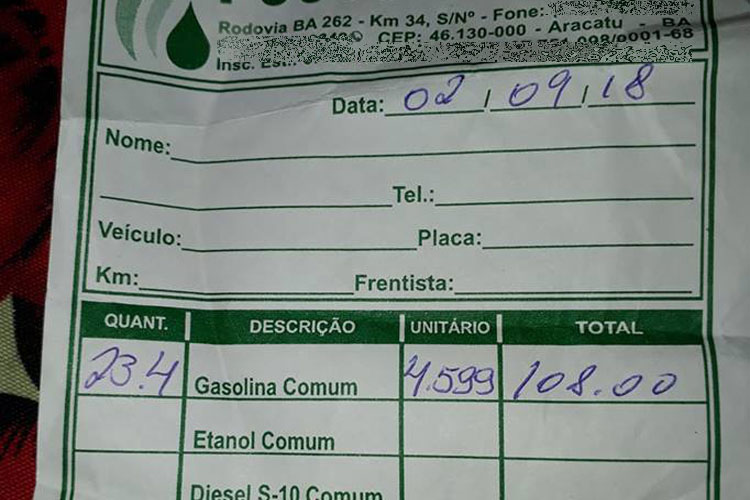 Rodovia BA 262 - Km 34, S/Nº - Fone:
CEP: 46.130-000 - Aracatu - BA
Insc. Est.
Data: 02 / 09 / 18
Nome:
Tel.:
Veículo: Placa:
Km: Frentista:
QUANT. DESCRIÇÃO UNITÁRIO TOTAL
23.4 Gasolina Comum 4.599 108.00
Etanol Comum
Diesel S-10 Comum